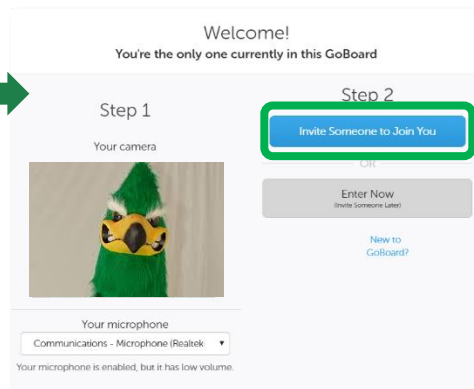 Welcome!
You're the only one currently in this GoBoard
Step 1
Your camera
Your microphone
Communications - Microphone (Realtek
Your microphone is enabled, but it has low volume.
Step 2
Invite Someone to Join You
OR
Enter Now
(Invite Someone Later)
New to
GoBoard?